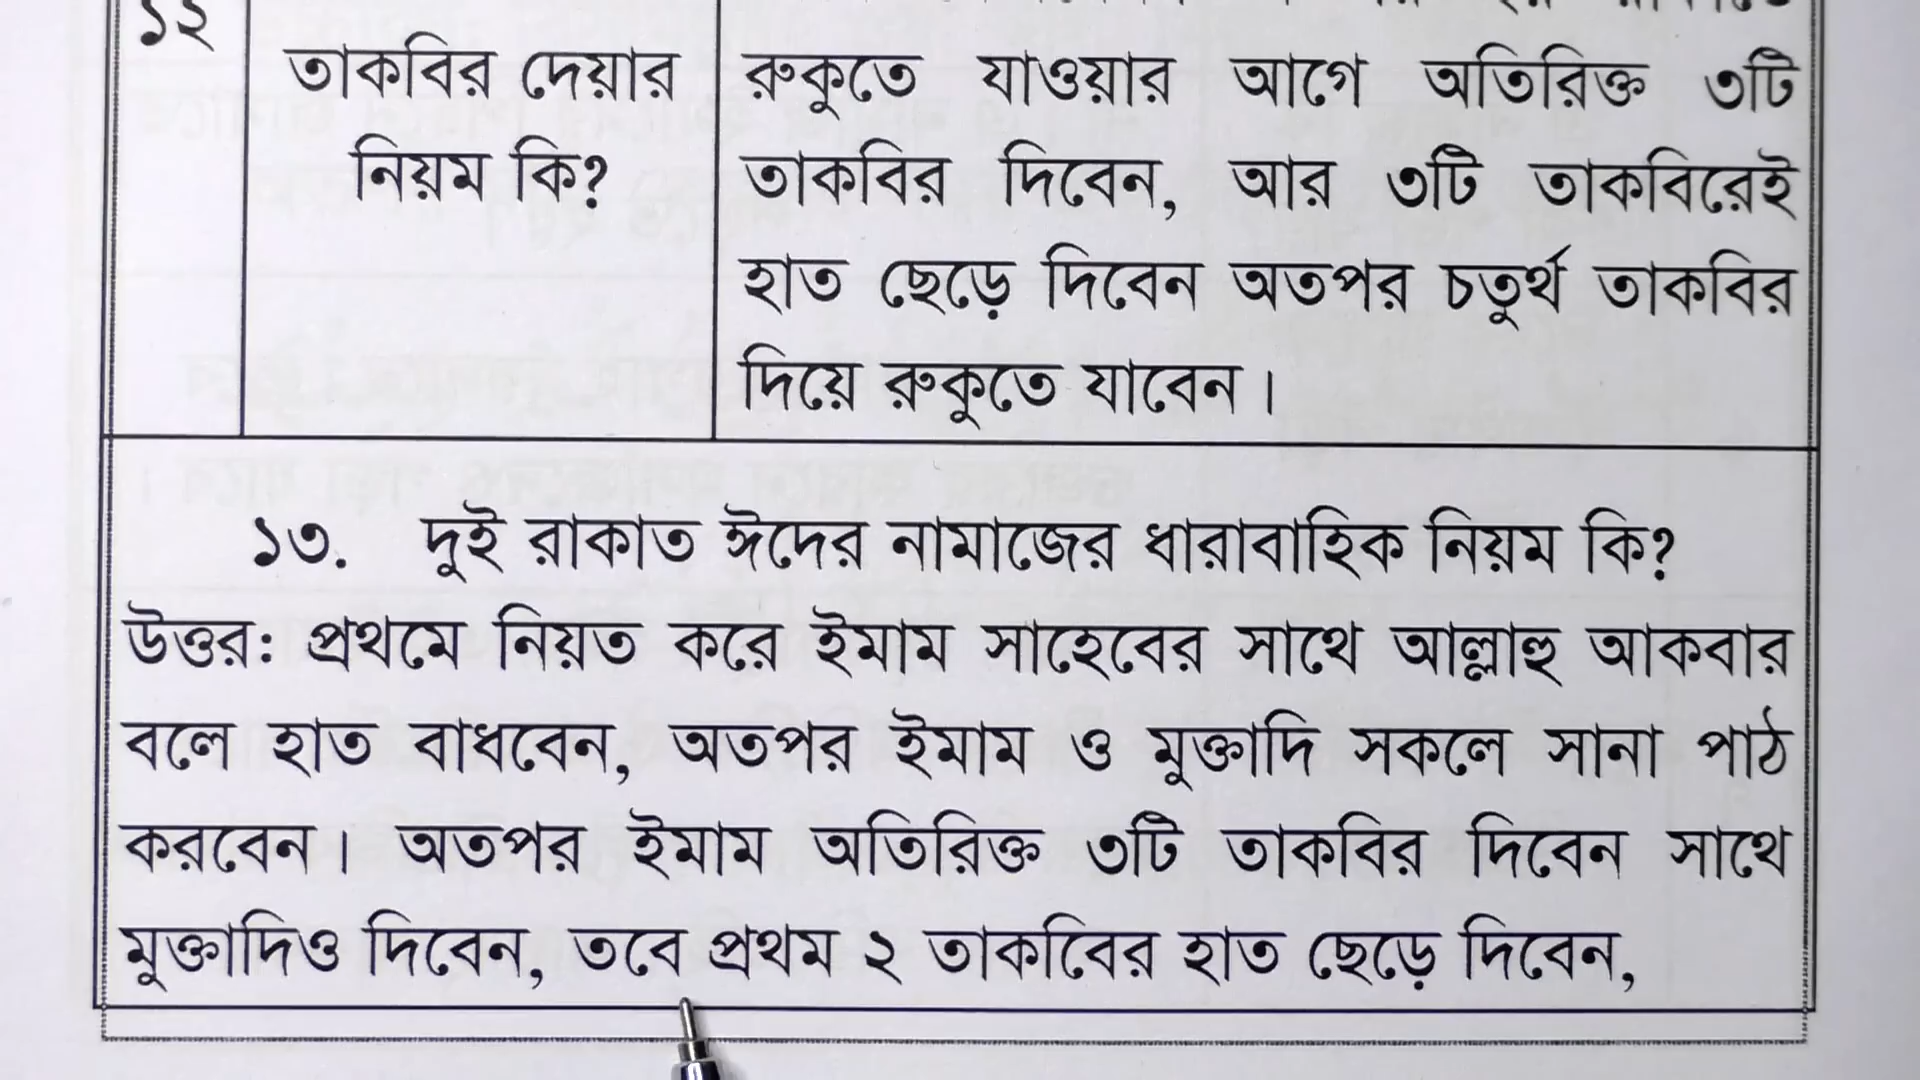 ১২
তাকবির দেয়ার
নিয়ম কি?
রুকুতে যাওয়ার আগে অতিরিক্ত ৩টি
তাকবির দিবেন, আর ৩টি তাকবিরেই
হাত ছেড়ে দিবেন অতপর চতুর্থ তাকবির
দিয়ে রুকুতে যাবেন।
১৩. দুই রাকাত ঈদের নামাজের ধারাবাহিক নিয়ম কি?
উত্তর: প্রথমে নিয়ত করে ইমাম সাহেবের সাথে আল্লাহু আকবার
বলে হাত বাধবেন, অতপর ইমাম ও মুক্তাদি সকলে সানা পাঠ
করবেন। অতপর ইমাম অতিরিক্ত ৩টি তাকবির দিবেন সাথে
মুক্তাদিও দিবেন, তবে প্রথম ২ তাকবিের হাত ছেড়ে দিবেন,